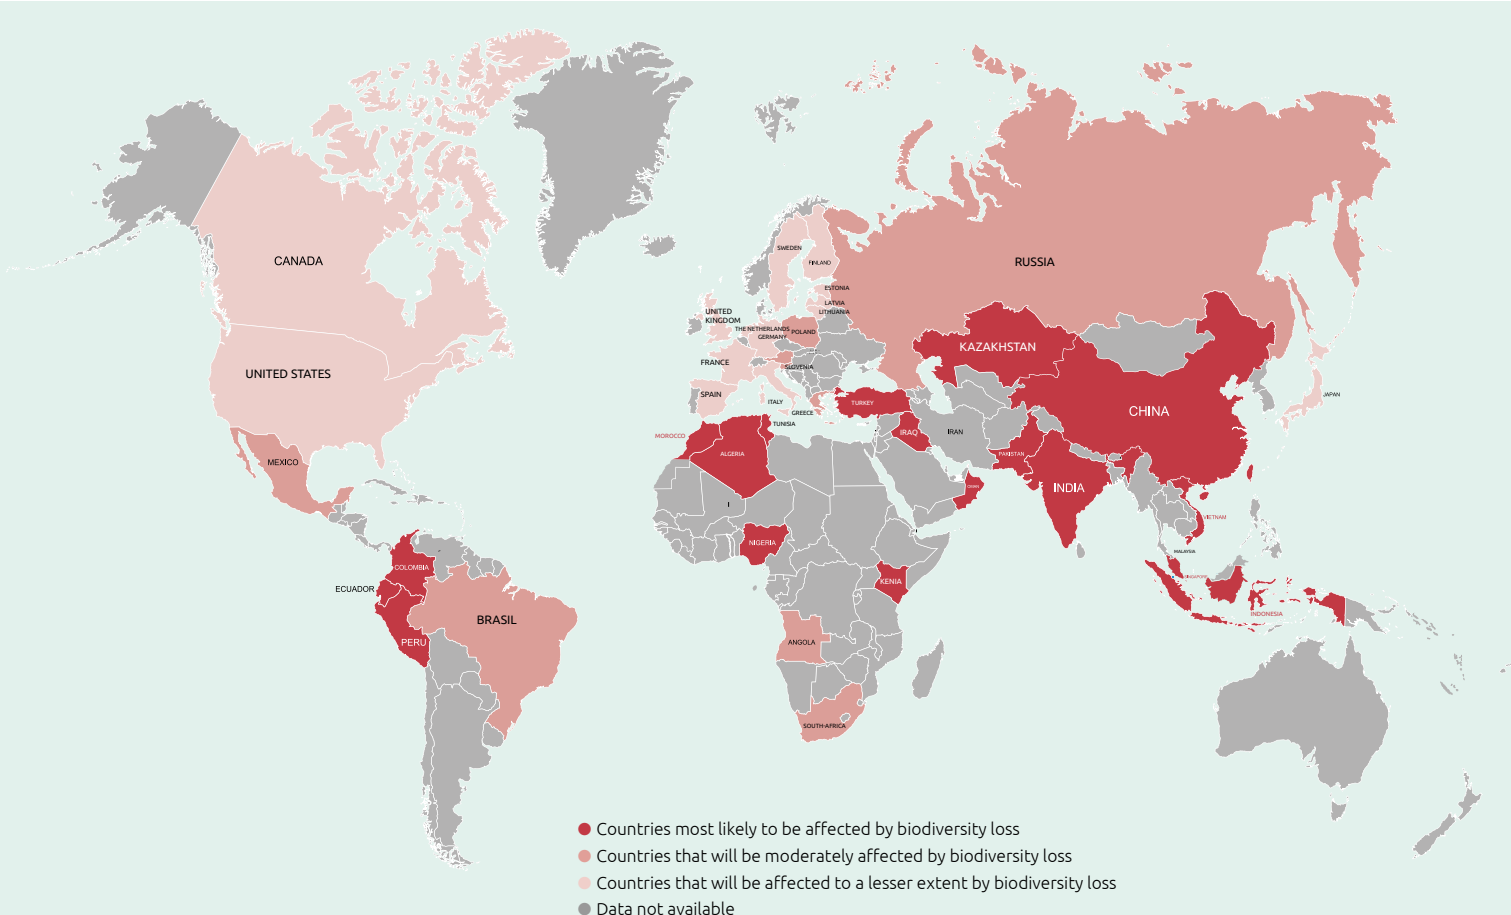 CANADA
UNITED STATES
MEXICO
COLOMBIA
ECUADOR
PERU
BRASIL
SWEDEN
FINLAND
ESTONIA
LATVIA
LITHUANIA
UNITED
KINGDOM
THE NETHERLANDS
GERMANY
POLAND
FRANCE
SLOVENIA
SPAIN
ITALY
GREECE
TUNISIA
TURKEY
MOROCCO
ALGERIA
IRAQ
IRAN
OMAN
NIGERIA
KENIA
ANGOLA
SOUTH-AFRICA
RUSSIA
KAZAKHSTAN
CHINA
JAPAN
PAKISTAN
INDIA
VIETNAM
MALAYSIA
SINGAPORE
INDONESIA
I
Countries most likely to be affected by biodiversity loss
Countries that will be moderately affected by biodiversity loss
Countries that will be affected to a lesser extent by biodiversity loss
Data not available